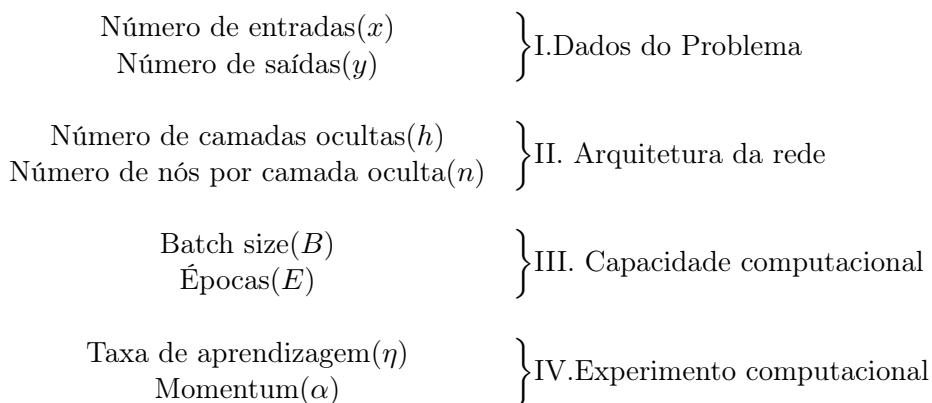 Número de entradas(x)
Número de saídas(y)
I.Dados do Problema
Número de camadas ocultas(h)
Número de nós por camada oculta(n)
II. Arquitetura da rede
Batch size(B)
Épocas(E)
III. Capacidade computacional
Taxa de aprendizagem(η)
Momentum(α)
IV.Experimento computacional